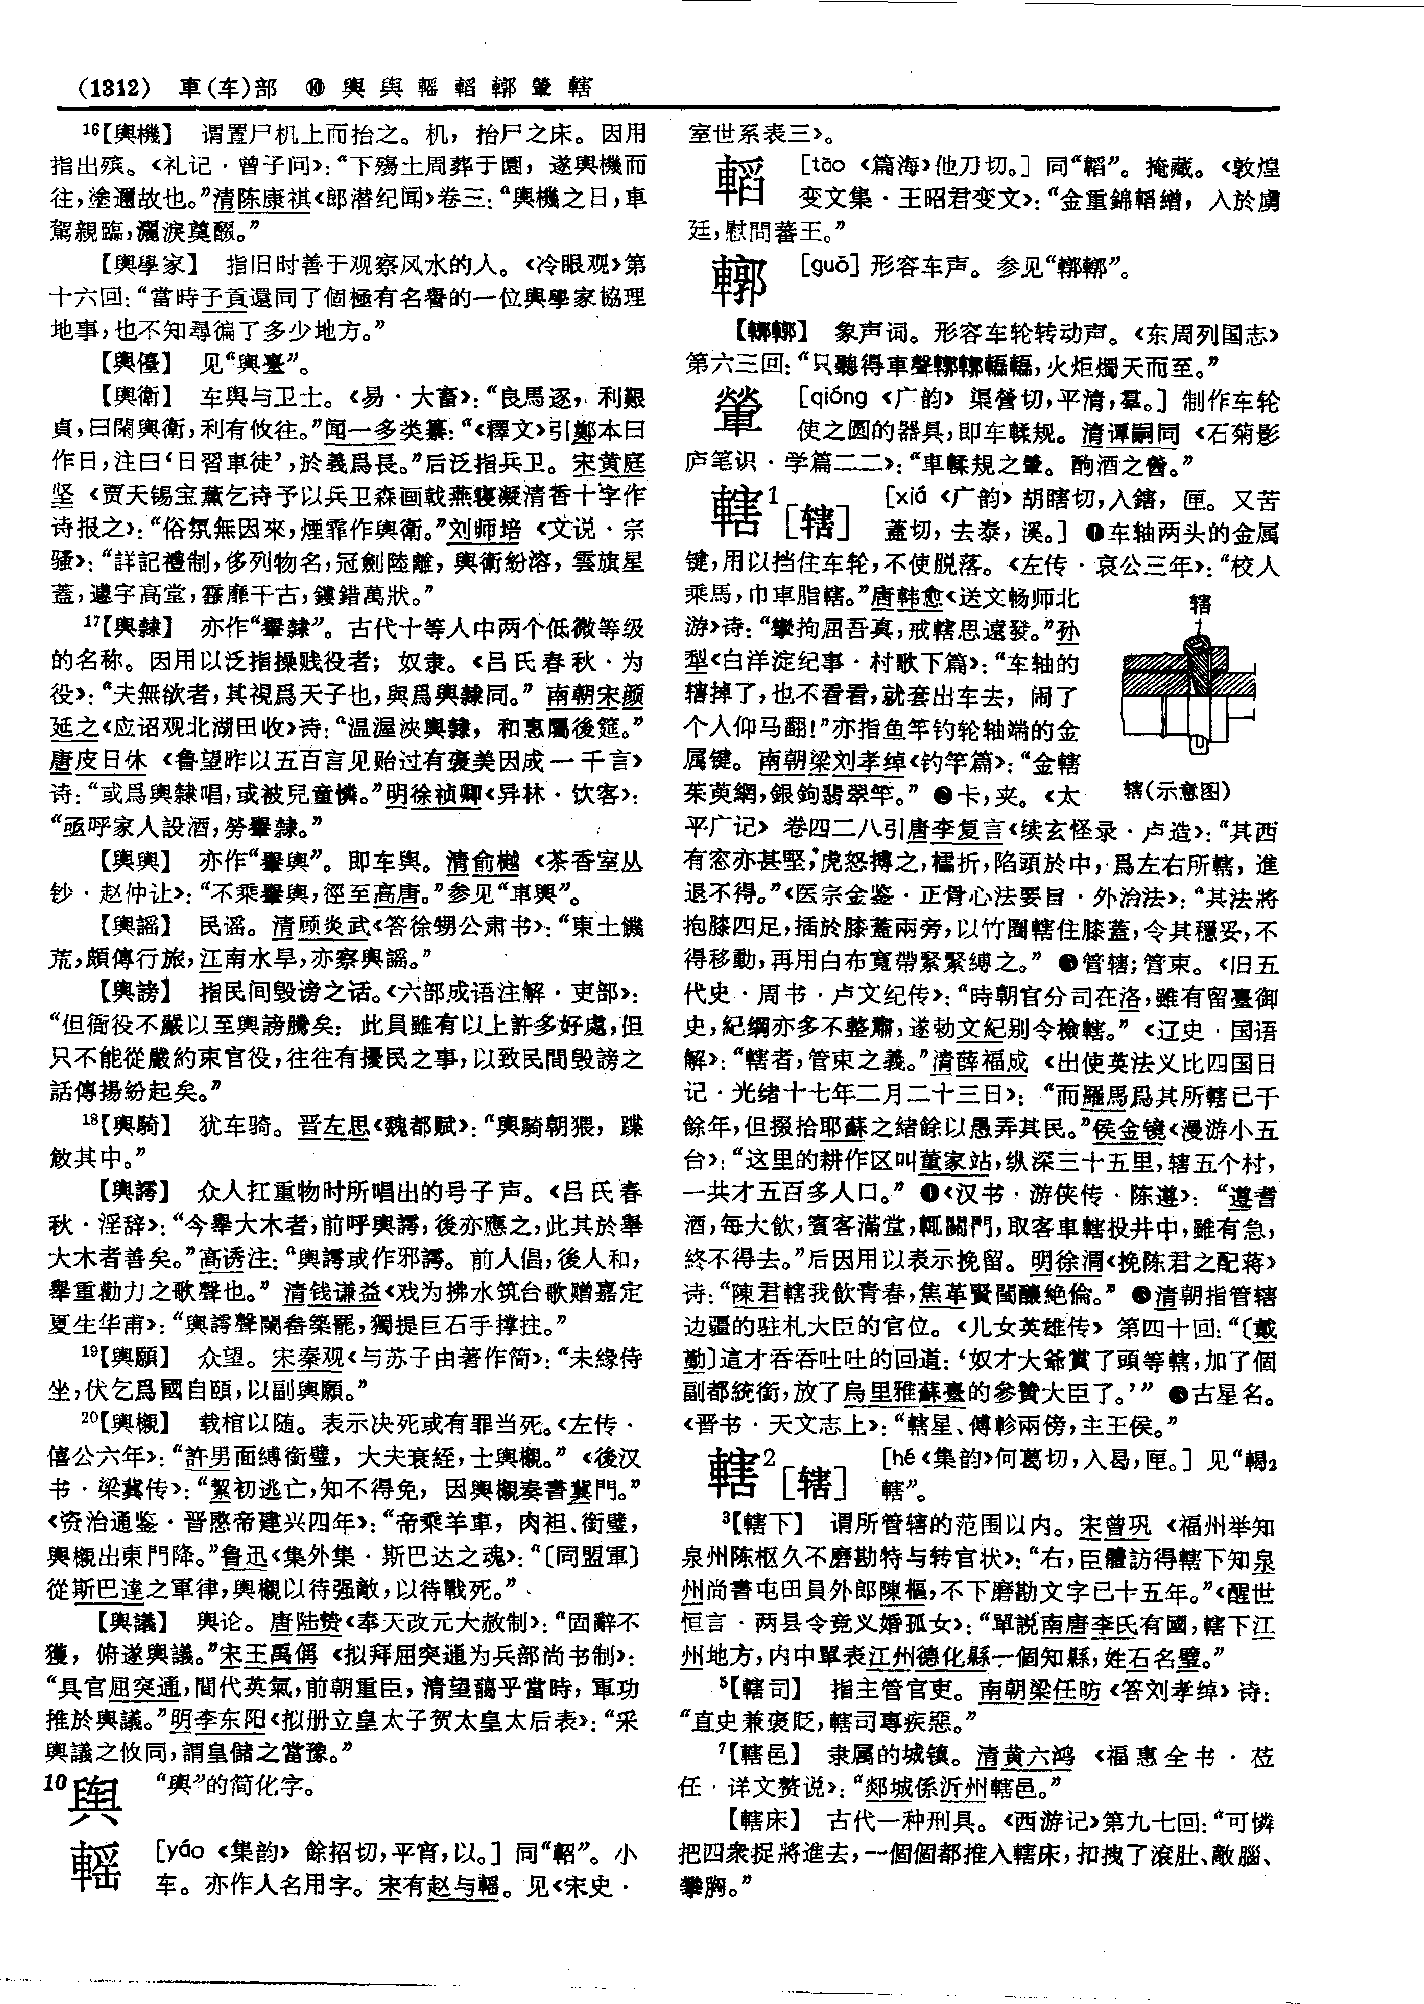 (1312) 車(车)部 ⑩ 輿 舆 䡞轁 𨍷 𨌼 轄
16【輿機】 谓置尸机上而抬之。机，抬尸之床。因用
指出殡。《礼记·曾子问》：“下殤土周葬于園，遂輿機而
往，塗邇故也。”清陈康祺《郎潜纪闻》卷三：“輿機之日，車
駕親臨，灑淚奠醊。”
【輿學家】 指旧时善于观察风水的人。《冷眼观》第
十六回：“當時子貢還同了個極有名譽的一位輿學家協理
地事，也不知尋徧了多少地方。”
【輿儓】 见“輿臺”。
【輿衛】 车舆与卫士。《易·大畜》：“良馬逐，利艱
貞，曰閑輿衛，利有攸往。”闻一多类纂：“《釋文》引鄭本曰
作日，注曰‘日習車徒’，於義爲長。”后泛指兵卫。宋黄庭
坚《贾天锡宝薰乞诗予以兵卫森画戟燕寝凝清香十字作
诗报之》：“俗氛無因來，煙霏作輿衛。”刘师培《文说·宗
骚》：“詳記禮制，侈列物名，冠劍陸離，輿衛紛溶，雲旗星
蓋，邃宇高堂，靡千古，鏤錯萬狀。”
17【輿隸】 亦作“轝隸”。古代十等人中两个低微等级
的名称。因用以泛指操贱役者；奴隶。《吕氏春秋·为
役》：“夫無欲者，其視爲天子也，與爲輿隸同。”南朝宋颜
延之《应诏观北湖田收》诗：“温渥浹輿隸，和惠屬後筵。”
唐皮日休《鲁望昨以五百言见贻过有褒美因成一千言》
诗：“或爲輿隸唱，或被兒童憐。”明徐祯卿《异林·饮客》：
“亟呼家人設酒，勞轝隸。”
【輿輿】 亦作“轝輿”。即车舆。清俞樾《茶香室丛
钞·赵仲让》：“不乘轝輿，徑至高唐。”参见“車輿”。
【輿謡】 民谣。清顾炎武《答徐甥公肃书》：“東土饑
荒，頗傳行旅，江南水旱，亦察輿謡。”
【輿謗】 指民间毁谤之话。《六部成语注解·吏部》：
“但衙役不嚴以至輿謗騰矣：此員雖有以上許多好處，但
只不能從嚴約束官役，往往有擾民之事，以致民間毁謗之
話傳揚紛起矣。”
18【輿騎】 犹车骑。晋左思《魏都赋》：“輿騎朝猥，蹀
敚其中。”
【輿謣】 众人扛重物时所唱出的号子声。《吕氏春
秋·淫辞》：“今舉大木者，前呼輿謣，後亦應之，此其於舉
大木者善矣。”高诱注：“輿謣或作邪謣。前人倡，後人和，
舉重勸力之歌聲也。”清钱谦益《戏为拂水筑台歌赠嘉定
夏生华甫》：“輿謣聲闌畚築罷，獨提巨石手撑拄。”
19【輿願】 众望。宋秦观《与苏子由著作简》：“未緣侍
坐，伏乞爲國自頤，以副輿願。”
20【輿櫬】 载棺以随。表示决死或有罪当死。《左传·
僖公六年》：“許男面縛銜璧，大夫衰絰，士輿櫬。”《後汉
书·梁冀传》：“絮初逃亡，知不得免，因輿櫬奏書冀門。”
《资治通鉴·晋愍帝建兴四年》：“帝乘羊車，肉袒、銜璧，
輿櫬出東門降。”鲁迅《集外集·斯巴达之魂》：“〔同盟軍〕
從斯巴達之軍律，輿櫬以待强敵，以待戰死。”
【輿議】 舆论。唐陆贽《奉天改元大赦制》：“固辭不
獲，俯遂輿議。”宋王禹偁《拟拜屈突通为兵部尚书制》：
“具官屈突通，間代英氣，前朝重臣，清望藹乎當時，軍功
推於輿議。”明李东阳《拟册立皇太子贺太皇太后表》：“采
輿議之攸同，謂皇儲之當豫。”
10 舆 “輿”的简化字。
䡞 [yáo《集韵》餘招切，平宵，以。]同“軺”。小
车。亦作人名用字。宋有赵与䡞。见《宋史·
室世系表三》。
轁 [tāo《篇海》他刀切。]同“韜”。掩藏。《敦煌
变文集·王昭君变文》：“金重錦轁繒，入於虜
廷，慰問蕃王。”
𨍷 [guō]形容车声。参见“𨍷𨍷”。
【𨍷𨍷】 象声词。形容车轮转动声。《东周列国志》
第六三回：“只聽得車聲𨍷𨍷輻輻，火炬燭天而至。”
𨌼 [qióng《广韵》渠營切，平清，羣。]制作车轮
使之圆的器具，即车輮规。清谭嗣同《石菊影
庐笔识·学篇二二》：“車輮規之𨌼。酌酒之醟。”
轄1[辖] [xiá《广韵》胡瞎切，入鎋，匣。又苦
蓋切，去泰，溪。]❶车轴两头的金属
键，用以挡住车轮，不使脱落。《左传·哀公三年》：“校人
乘馬，巾車脂轄。”唐韩愈《送文畅师北
游》诗：“攣拘屈吾真，戒轄思遠發。”孙
犁《白洋淀纪事·村歌下篇》：“车轴的
辖掉了，也不看看，就套出车去，闹了
个人仰马翻！”亦指鱼竿钓轮轴端的金
属键。南朝梁刘孝绰《钓竿篇》：“金轄
茱萸網，銀鉤翡翠竿。”❷卡，夹。《太
辖
辖(示意图)
平广记》卷四二八引唐李复言《续玄怪录·卢造》：“其西
有窓亦甚堅，虎怒搏之，櫺折，陷頭於中，爲左右所轄，進
退不得。”《医宗金鉴·正骨心法要旨·外治法》：“其法將
抱膝四足，插於膝蓋兩旁，以竹圈轄住膝蓋，令其穩妥，不
得移動，再用白布寬帶緊緊縛之。”❸管辖；管束。《旧五
代史·周书·卢文纪传》：“時朝官分司在洛，雖有留臺御
史，紀綱亦多不整肅，遂勑文紀别令檢轄。”《辽史·国语
解》：“轄者，管束之義。”清薛福成《出使英法义比四国日
记·光绪十七年二月二十三日》：“而羅馬爲其所轄已千
餘年，但掇拾耶蘇之緒餘以愚弄其民。”侯金镜《漫游小五
台》：“这里的耕作区叫董家站，纵深三十五里，辖五个村，
一共才五百多人口。”❹《汉书·游侠传·陈遵》：“遵耆
酒，每大飲，賓客滿堂，輒關門，取客車轄投井中，雖有急，
終不得去。”后因用以表示挽留。明徐渭《挽陈君之配蒋》
诗：“陳君轄我飲青春，焦革賢閨釀絶倫。”❺清朝指管辖
边疆的驻札大臣的官位。《儿女英雄传》第四十回：“〔戴
勤〕這才吞吞吐吐的回道：‘奴才大爺賞了頭等轄，加了個
副都統銜，放了烏里雅蘇臺的參贊大臣了。’”❻古星名。
《晋书·天文志上》：“轄星、傅軫兩傍，主王侯。”
轄2[辖] [hé《集韵》何葛切，入曷，匣。]见“轕2
轄”。
3【轄下】 谓所管辖的范围以内。宋曾巩《福州举知
泉州陈枢久不磨勘特与转官状》：“右，臣體訪得轄下知泉
州尚書屯田員外郎陳樞，不下磨勘文字已十五年。”《醒世
恒言·两县令竞义婚孤女》：“單說南唐李氏有國，轄下江
州地方，内中單表江州德化縣一個知縣，姓石名璧。”
5【轄司】 指主管官吏。南朝梁任昉《答刘孝绰》诗：
“直史兼褒貶，轄司專疾惡。”
7【轄邑】 隶属的城镇。清黄六鸿《福惠全书·莅
任·详文赘说》：“郯城係沂州轄邑。”
【轄床】 古代一种刑具。《西游记》第九七回：“可憐
把四衆捉將進去，一個個都推入轄床，扣拽了滾肚、敵腦、
攀胸。”